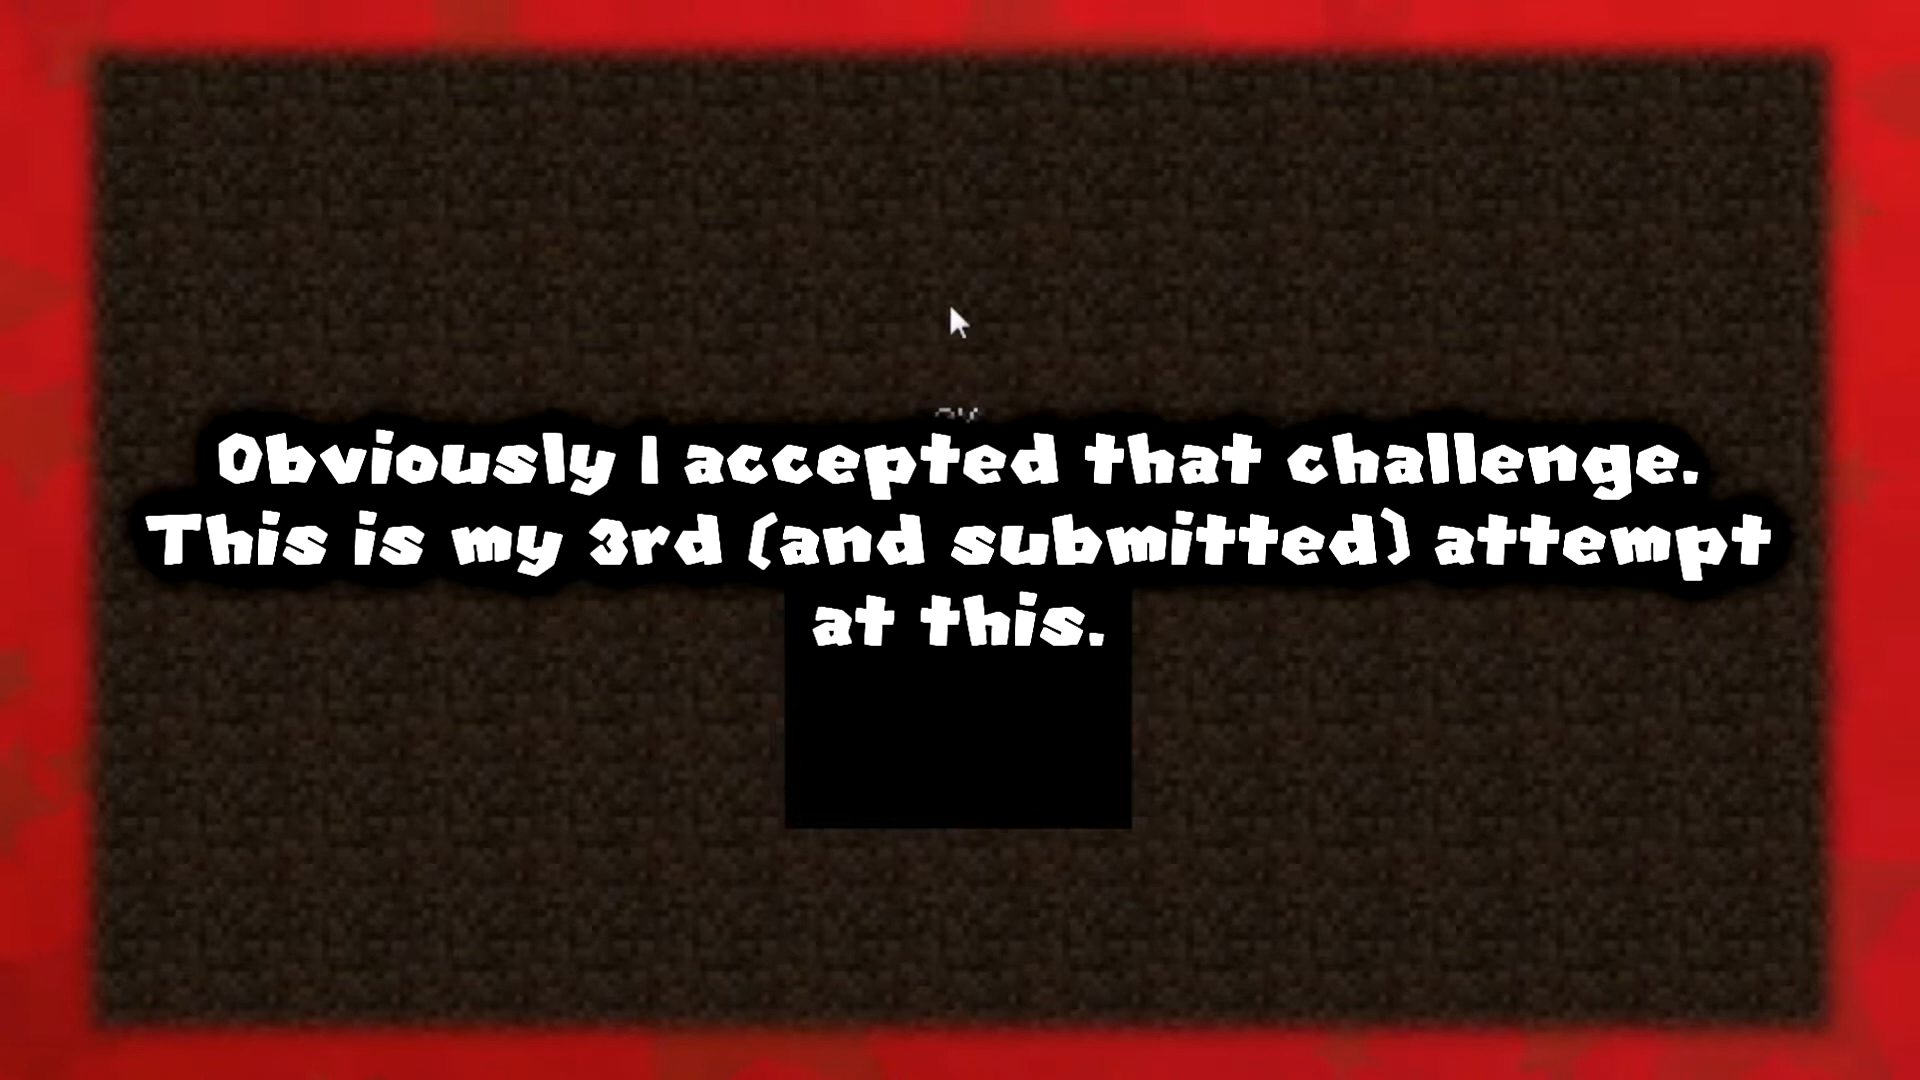 Obviously I accepted that challenge.
This is my 3rd (and submitted) attempt
at this.